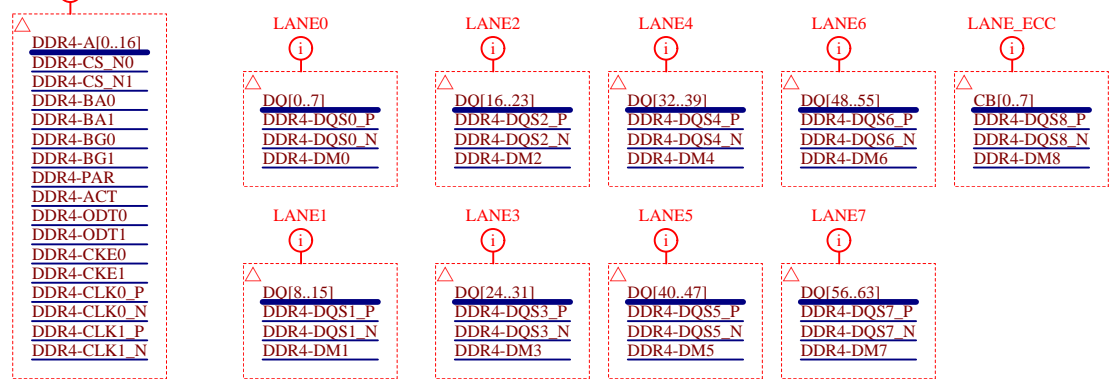 DDR4-A[0..16]
DDR4-CS_N0
DDR4-CS_N1
DDR4-BA0
DDR4-BA1
DDR4-BG0
DDR4-BG1
DDR4-PAR
DDR4-ACT
DDR4-ODT0
DDR4-ODT1
DDR4-CKE0
DDR4-CKE1
DDR4-CLK0_P
DDR4-CLK0_N
DDR4-CLK1_P
DDR4-CLK1_N
LANE0
i
DQ[0..7]
DDR4-DQS0_P
DDR4-DQS0_N
DDR4-DM0
LANE2
i
DQ[16..23]
DDR4-DQS2_P
DDR4-DQS2_N
DDR4-DM2
LANE4
i
DQ[32..39]
DDR4-DQS4_P
DDR4-DQS4_N
DDR4-DM4
LANE6
i
DQ[48..55]
DDR4-DQS6_P
DDR4-DQS6_N
DDR4-DM6
LANE_ECC
i
CB[0..7]
DDR4-DQS8_P
DDR4-DQS8_N
DDR4-DM8
LANE1
i
DQ[8..15]
DDR4-DQS1_P
DDR4-DQS1_N
DDR4-DM1
LANE3
i
DQ[24..31]
DDR4-DQS3_P
DDR4-DQS3_N
DDR4-DM3
LANE5
i
DQ[40..47]
DDR4-DQS5_P
DDR4-DQS5_N
DDR4-DM5
LANE7
i
DQ[56..63]
DDR4-DQS7_P
DDR4-DQS7_N
DDR4-DM7